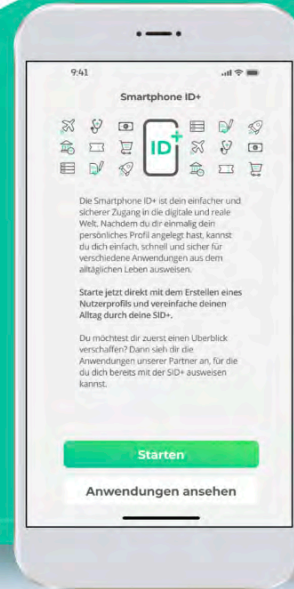 9:41
Smartphone ID+
ID+
Die Smartphone ID+ ist dein einfacher und
sicherer Zugang in die digitale und reale
Welt. Nachdem du dir einmalig dein
persönliches Profil angelegt hast, kannst
du dich einfach, schnell und sicher für
verschiedene Anwendungen aus dem
alltäglichen Leben ausweisen.
Starte jetzt direkt mit dem Erstellen eines
Nutzerprofils und vereinfache deinen
Alltag durch deine SID+.
Du möchtest dir zuerst einen Überblick
verschaffen? Dann sieh dir die
Anwendungen unserer Partner an, für die
du dich bereits mit der SID+ ausweisen
kannst.
Starten
Anwendungen ansehen